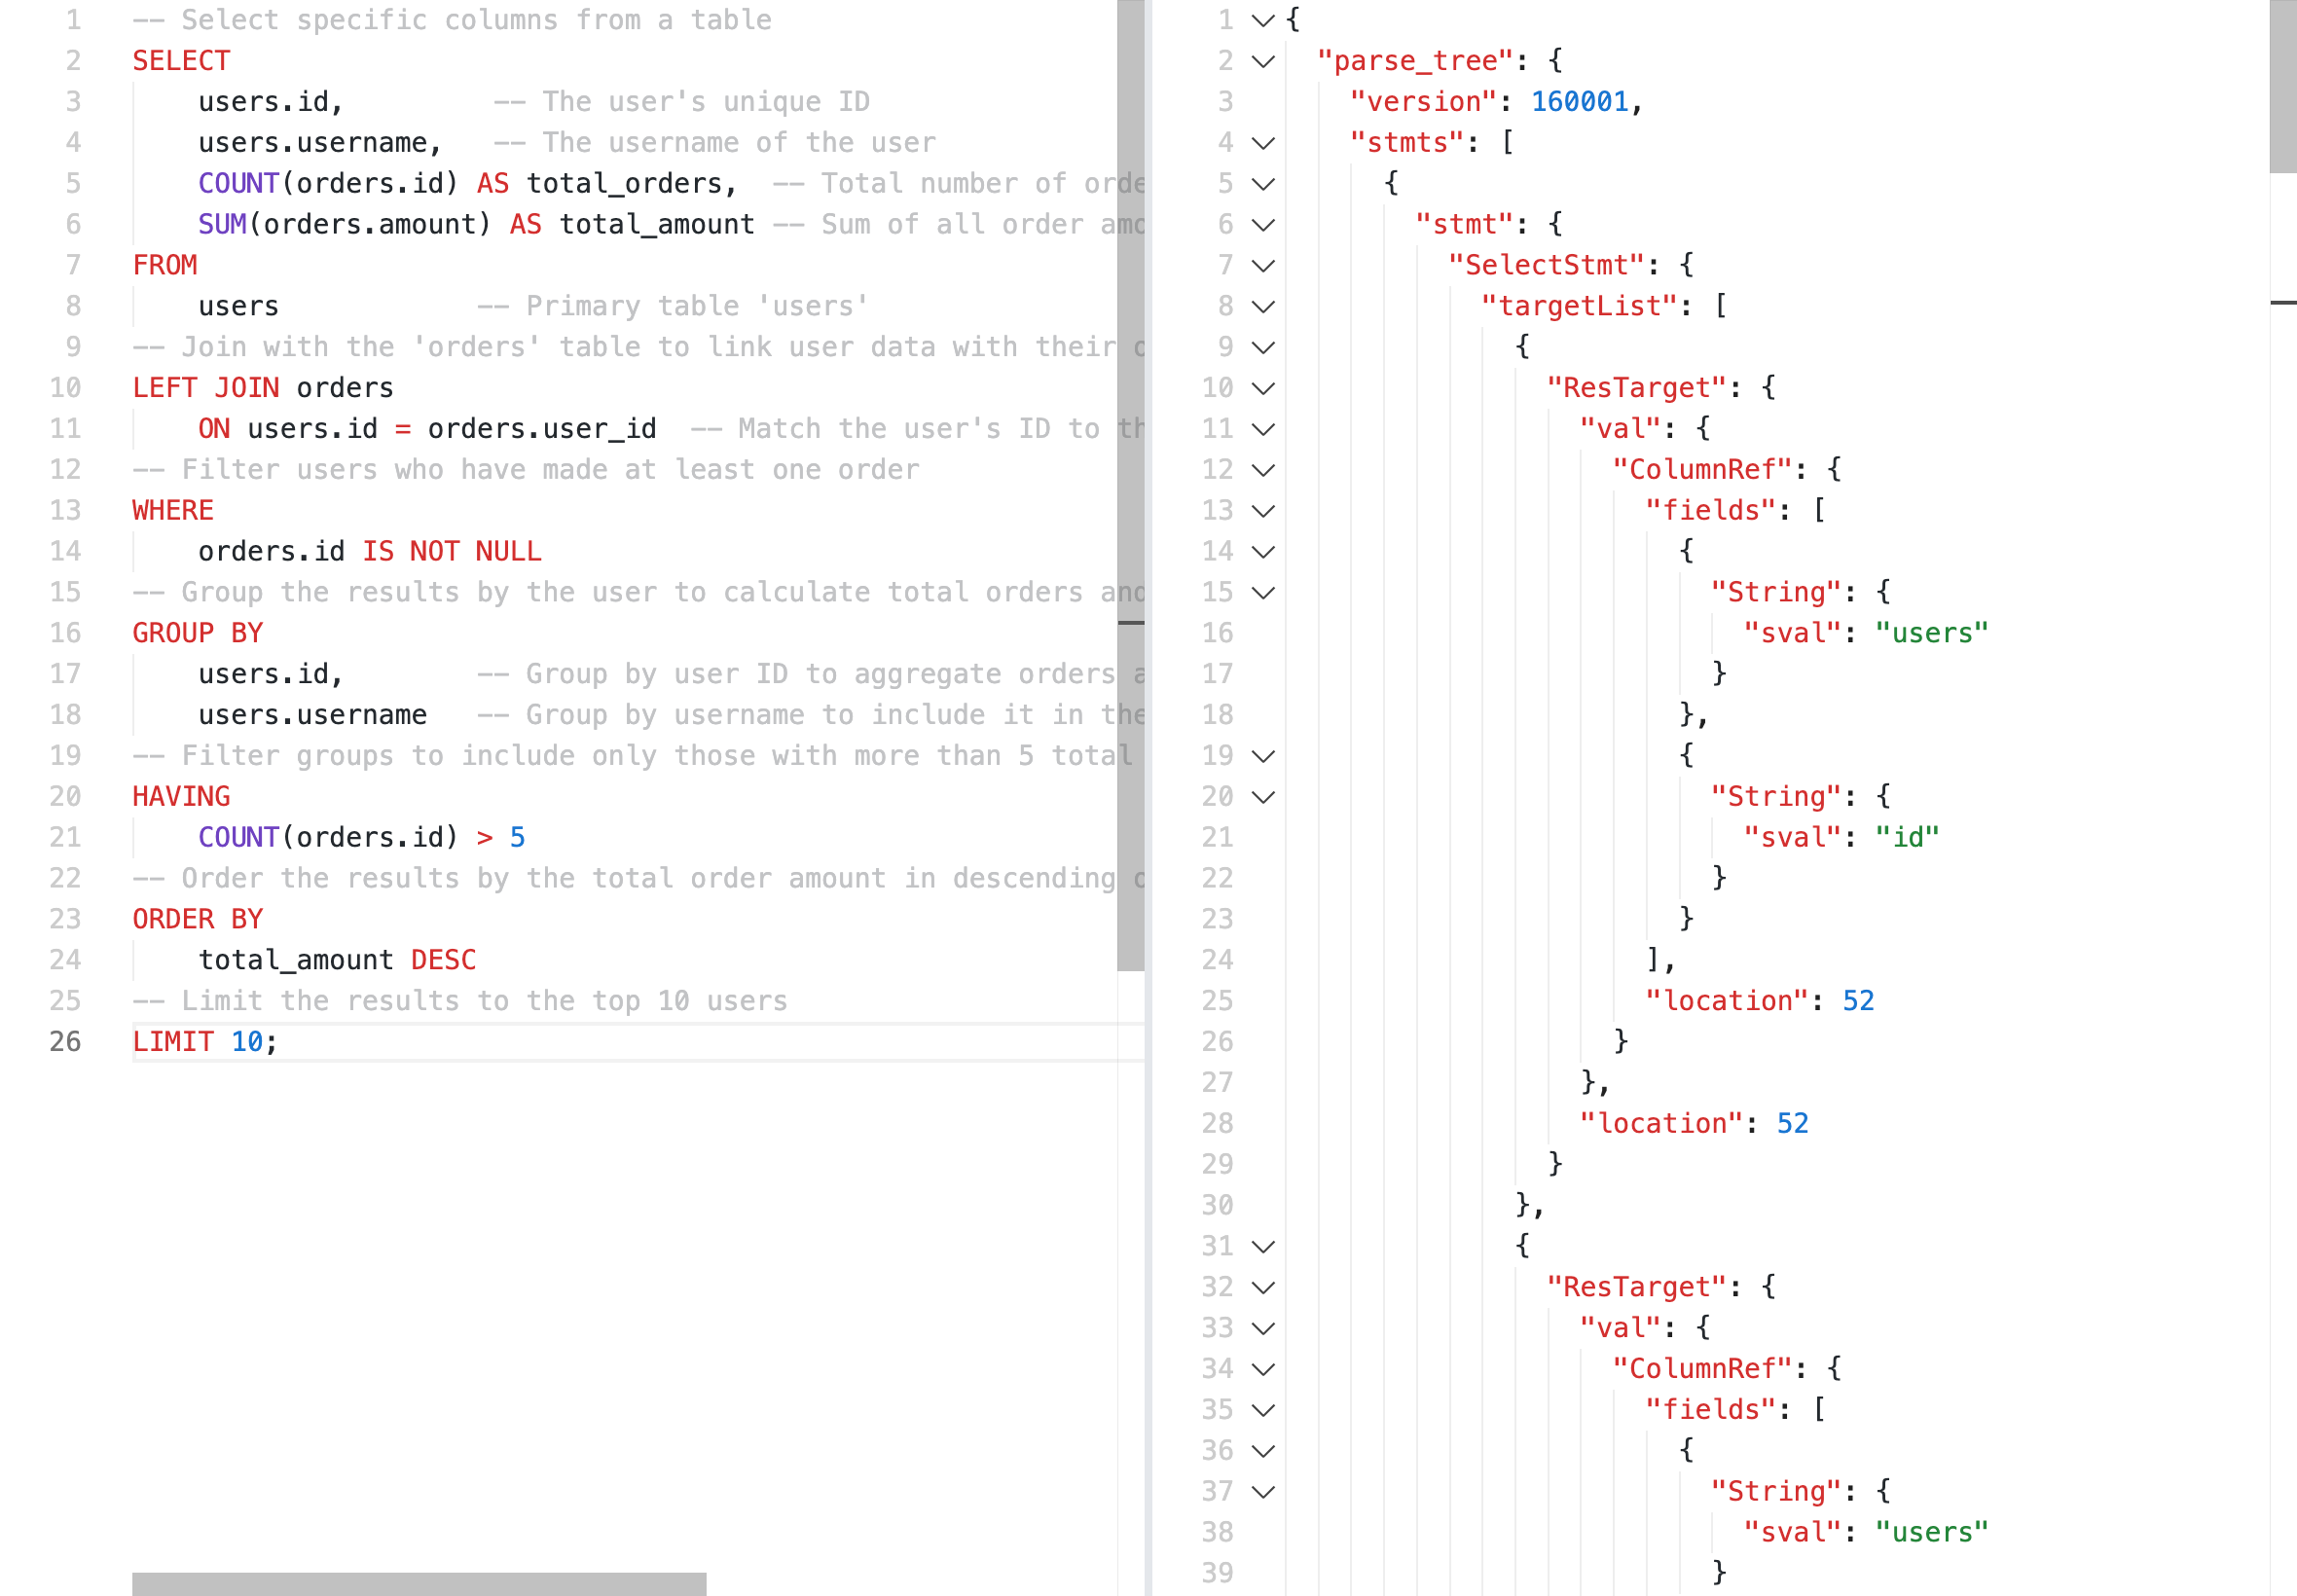 1 -- Select specific columns from a table
2 SELECT
3 users.id, -- The user's unique ID
4 users.username, -- The username of the user
5 COUNT(orders.id) AS total_orders, -- Total number of
6 SUM(orders.amount) AS total_amount -- Sum of all order
7 FROM
8 users -- Primary table 'users'
9 -- Join with the 'orders' table to link user data with their
10 LEFT JOIN orders
11 ON users.id = orders.user_id -- Match the user's ID to
12 -- Filter users who have made at least one order
13 WHERE
14 orders.id IS NOT NULL
15 -- Group the results by the user to calculate total orders and
16 GROUP BY
17 users.id, -- Group by user ID to aggregate orders
18 users.username -- Group by username to include it in the
19 -- Filter groups to include only those with more than 5 total
20 HAVING
21 COUNT(orders.id) > 5
22 -- Order the results by the total order amount in descending
23 ORDER BY
24 total_amount DESC
25 -- Limit the results to the top 10 users
26 LIMIT 10;
1 {
2 "parse_tree": {
3 "version": 160001,
4 "stmts": [
5 {
6 "stmt": {
7 "SelectStmt": {
8 "targetList": [
9 {
10 "ResTarget": {
11 "val": {
12 "ColumnRef": {
13 "fields": [
14 {
15 "String": {
16 "sval": "users"
17 }
18 },
19 {
20 "String": {
21 "sval": "id"
22 }
23 }
24 ],
25 "location": 52
26 }
27 },
28 "location": 52
29 }
30 },
31 {
32 "ResTarget": {
33 "val": {
34 "ColumnRef": {
35 "fields": [
36 {
37 "String": {
38 "sval": "users"
39 }